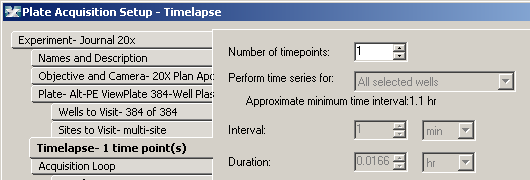 Plate Acquisition Setup - Timelapse
Experiment- Journal 20x
Names and Description
Objective and Camera- 20X Plan Apo
Plate- Alt-PE ViewPlate 384-Well Plas
Wells to Visit- 384 of 384
Sites to Visit- multi-site
Timelapse- 1 time point(s)
Acquisition Loop
Number of timepoints: 1
Perform time series for: All selected wells
Approximate minimum time interval:1.1 hr
Interval: 1 min
Duration: 0.0166 hr